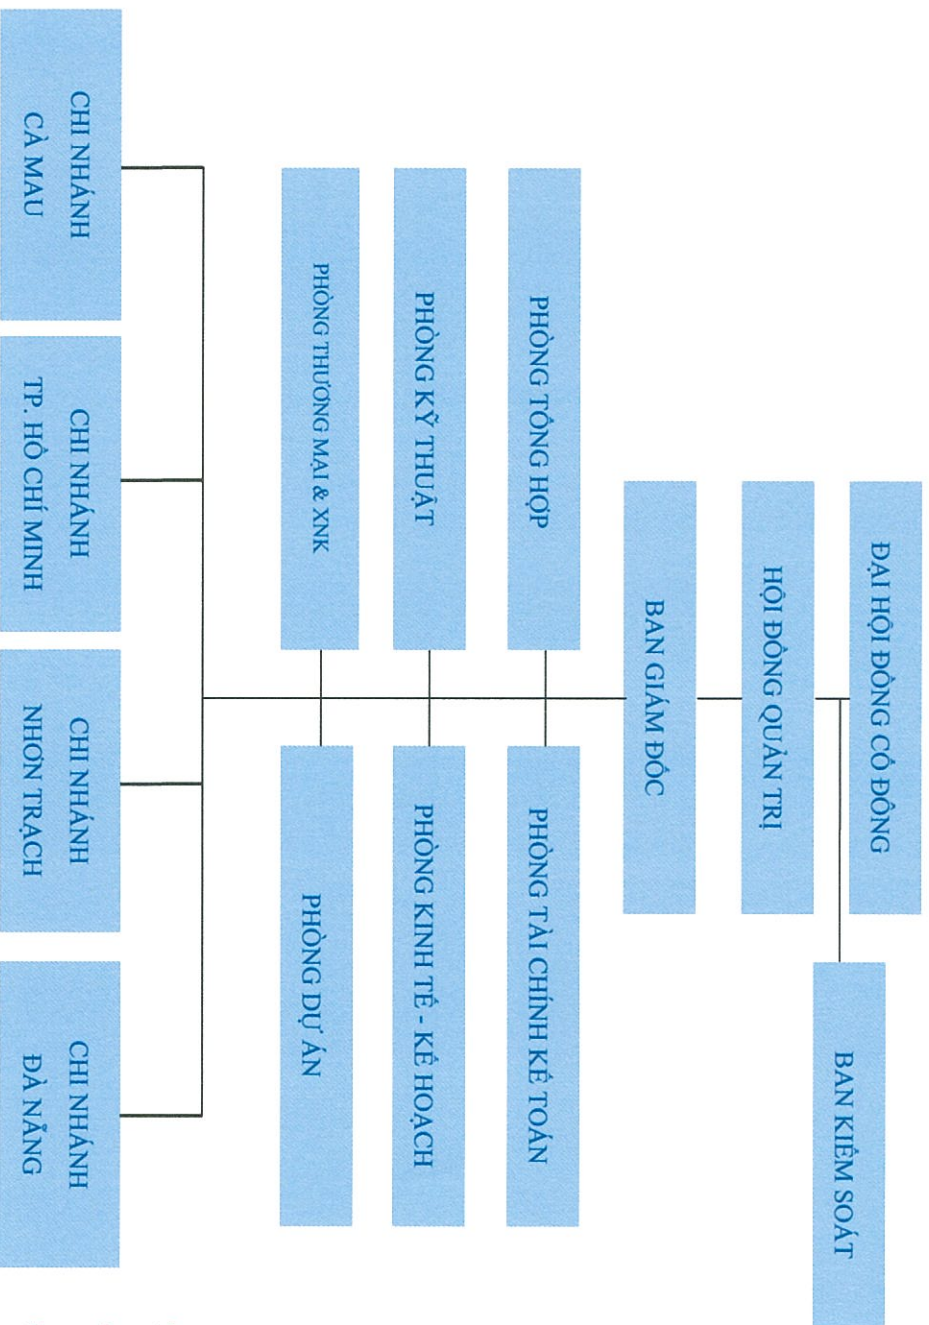 ĐẠI HỘI ĐỒNG CỔ ĐÔNG
BAN KIỂM SOÁT
HỘI ĐỒNG QUẢN TRỊ
BAN GIÁM ĐỐC
PHÒNG TỔNG HỢP
PHÒNG TÀI CHÍNH KẾ TOÁN
PHÒNG KỸ THUẬT
PHÒNG KINH TẾ - KẾ HOẠCH
PHÒNG THƯƠNG MẠI & XNK
PHÒNG DỰ ÁN
CHI NHÁNH
CÀ MAU
CHI NHÁNH
TP. HỒ CHÍ MINH
CHI NHÁNH
NHƠN TRẠCH
CHI NHÁNH
ĐÀ NẴNG